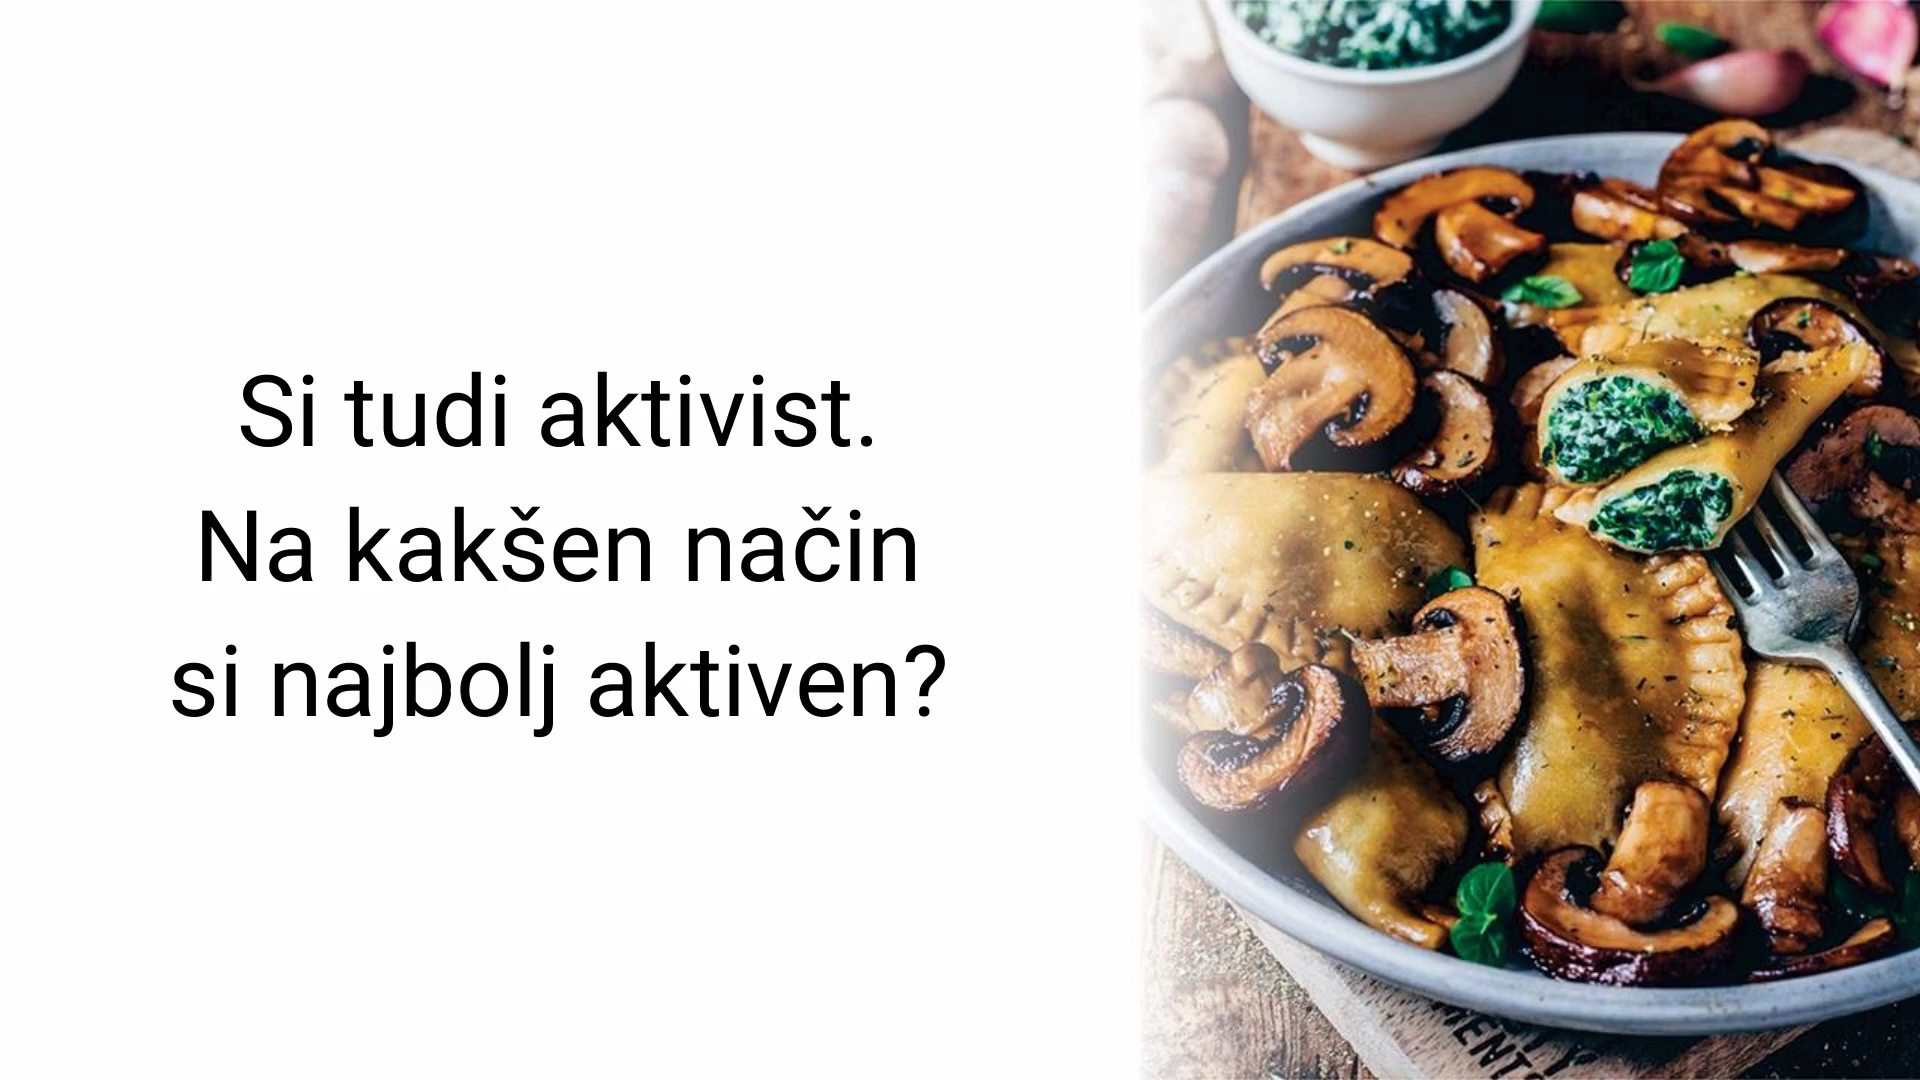 Si tudi aktivist.
Na kakšen način
si najbolj aktiven?